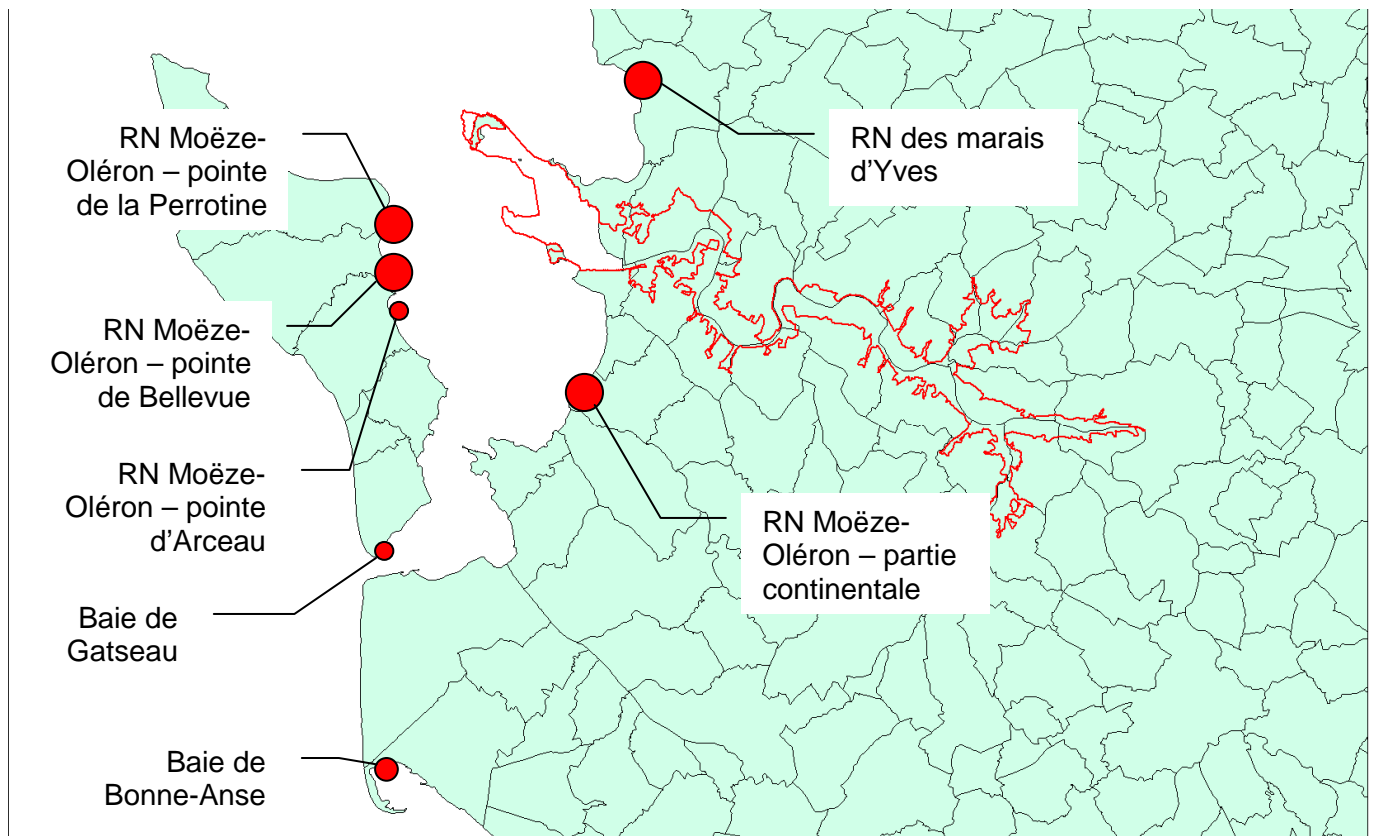 RN Moëze-
Oléron – pointe
de la Perrotine
RN des marais
d'Yves
RN Moëze-
Oléron – pointe
de Bellevue
RN Moëze-
Oléron – pointe
d'Arceau
RN Moëze-
Oléron – partie
continentale
Baie de
Gatseau
Baie de
Bonne-Anse